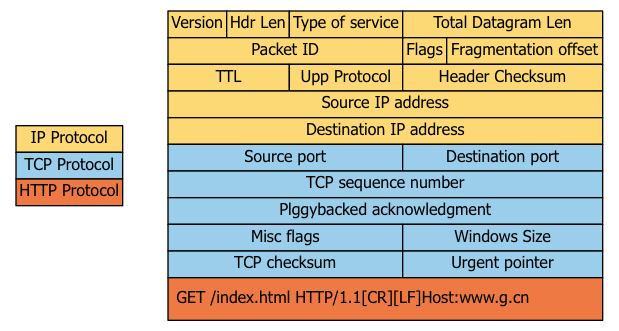 Version Hdr Len Type of service Total Datagram Len
Packet ID Flags Fragmentation offset
TTL Upp Protocol Header Checksum
Source IP address
Destination IP address
Source port Destination port
TCP sequence number
Plggybacked acknowledgment
Misc flags Windows Size
TCP checksum Urgent pointer
GET /index.html HTTP/1.1[CR][LF]Host:www.g.cn
IP Protocol
TCP Protocol
HTTP Protocol